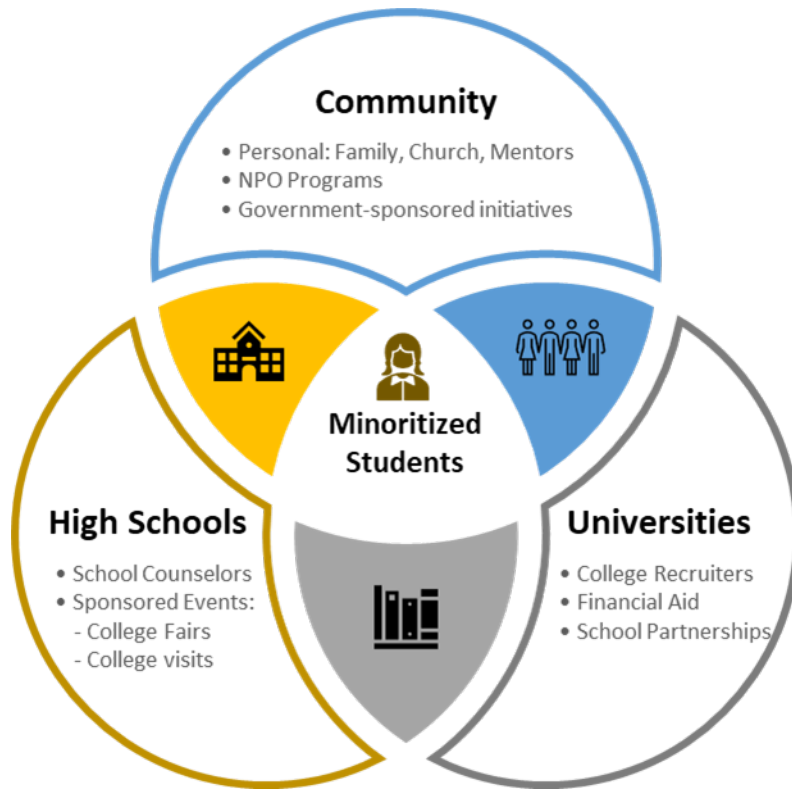 Community
• Personal: Family, Church, Mentors
• NPO Programs
• Government-sponsored initiatives
Minoritized
Students
High Schools
• School Counselors
• Sponsored Events:
- College Fairs
- College visits
Universities
• College Recruiters
• Financial Aid
• School Partnerships